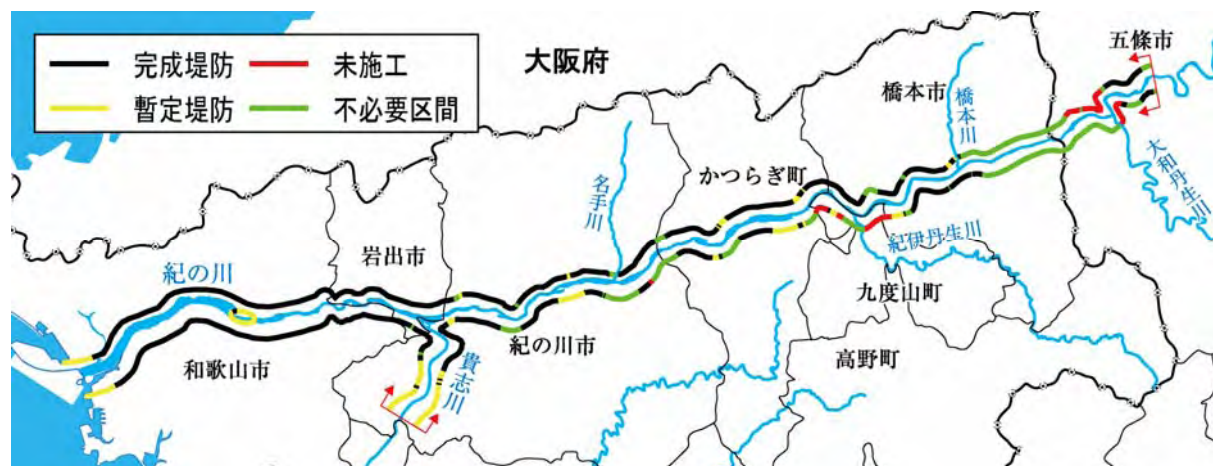 完成堤防
未施工
暫定堤防
不必要区間
大阪府
五條市
橋本市
橋本川
大和丹生川
かつらぎ町
名手川
紀伊丹生川
岩出市
紀の川
九度山町
紀の川市
高野町
和歌山市
貴志川